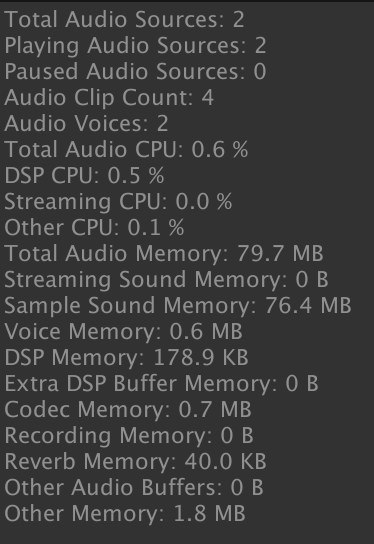 Total Audio Sources: 2
Playing Audio Sources: 2
Paused Audio Sources: 0
Audio Clip Count: 4
Audio Voices: 2
Total Audio CPU: 0.6 %
DSP CPU: 0.5 %
Streaming CPU: 0.0 %
Other CPU: 0.1 %
Total Audio Memory: 79.7 MB
Streaming Sound Memory: 0 B
Sample Sound Memory: 76.4 MB
Voice Memory: 0.6 MB
DSP Memory: 178.9 KB
Extra DSP Buffer Memory: 0 B
Codec Memory: 0.7 MB
Recording Memory: 0 B
Reverb Memory: 40.0 KB
Other Audio Buffers: 0 B
Other Memory: 1.8 MB